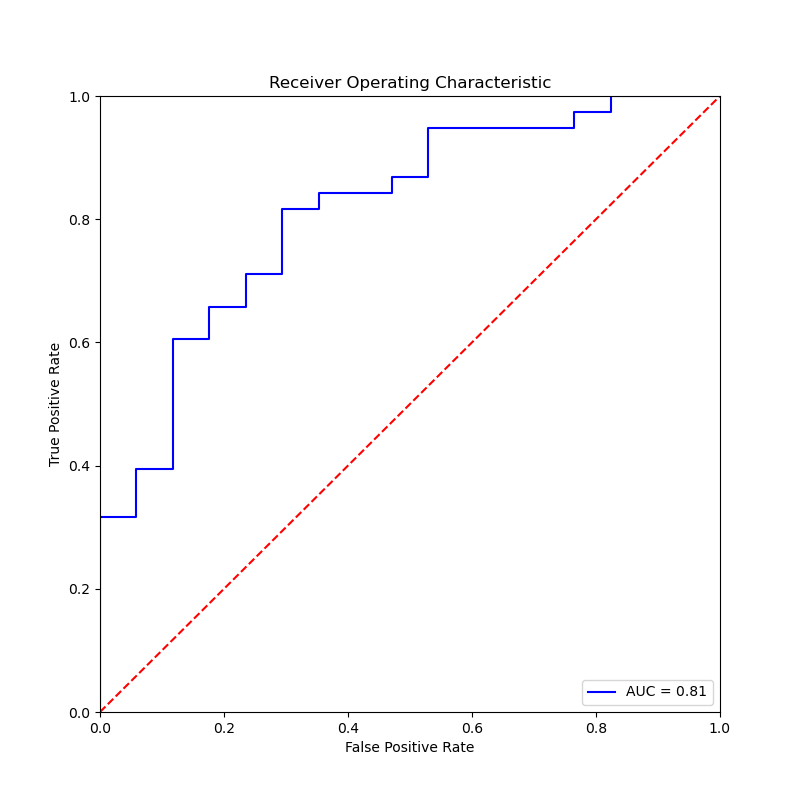 Receiver Operating Characteristic
1.0
0.8
0.6
0.4
0.2
0.0
True Positive Rate
AUC = 0.81
0.0 0.2 0.4 0.6 0.8 1.0
False Positive Rate